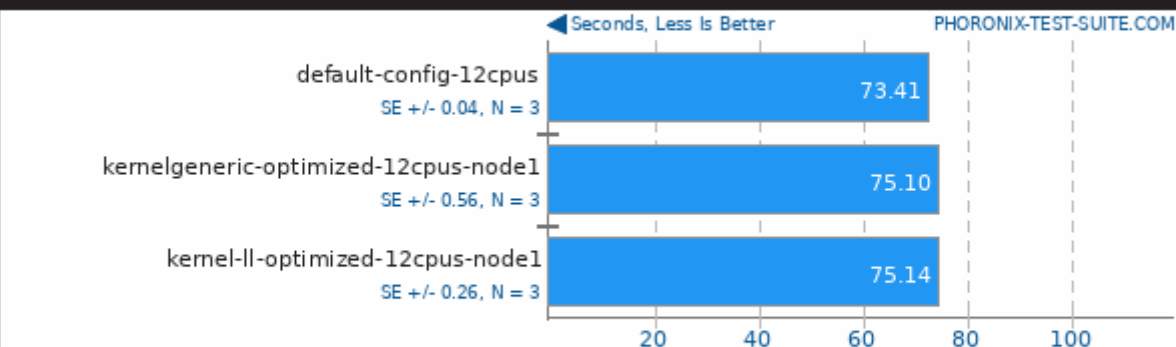 ◀ Seconds, Less Is Better PHORONIX-TEST-SUITE.COM
default-config-12cpus
SE +/- 0.04, N = 3
73.41
kernelgeneric-optimized-12cpus-node1
SE +/- 0.56, N = 3
75.10
kernel-ll-optimized-12cpus-node1
SE +/- 0.26, N = 3
75.14
20 40 60 80 100